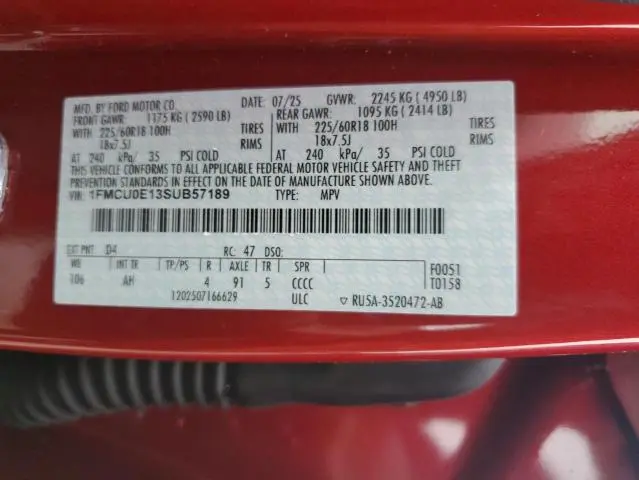 MFD. BY FORD MOTOR CO. DATE: 07/25 GVWR: 2245 KG ( 4950 LB)
FRONT GAWR: 1175 KG ( 2590 LB) REAR GAWR: 1095 KG ( 2414 LB)
WITH 225/60R18 100H TIRES WITH 225/60R18 100H TIRES
18x7.5J RIMS 18x7.5J RIMS
AT 240 kPa/ 35 PSI COLD AT 240 kPa/ 35 PSI COLD
THIS VEHICLE CONFORMS TO ALL APPLICABLE FEDERAL MOTOR VEHICLE SAFETY AND THEFT
PREVENTION STANDARDS IN EFFECT ON THE DATE OF MANUFACTURE SHOWN ABOVE.
VIN: 1FMCU0E13SUB57189 TYPE: MPV
EXT PNT: D4 RC: 47 DSO:
WB INT TR TP/PS R AXLE TR SPR F0051
106 AH 4 91 5 CCCC T0158
1202507166629 ULC ▽ RU5A-3520472-AB